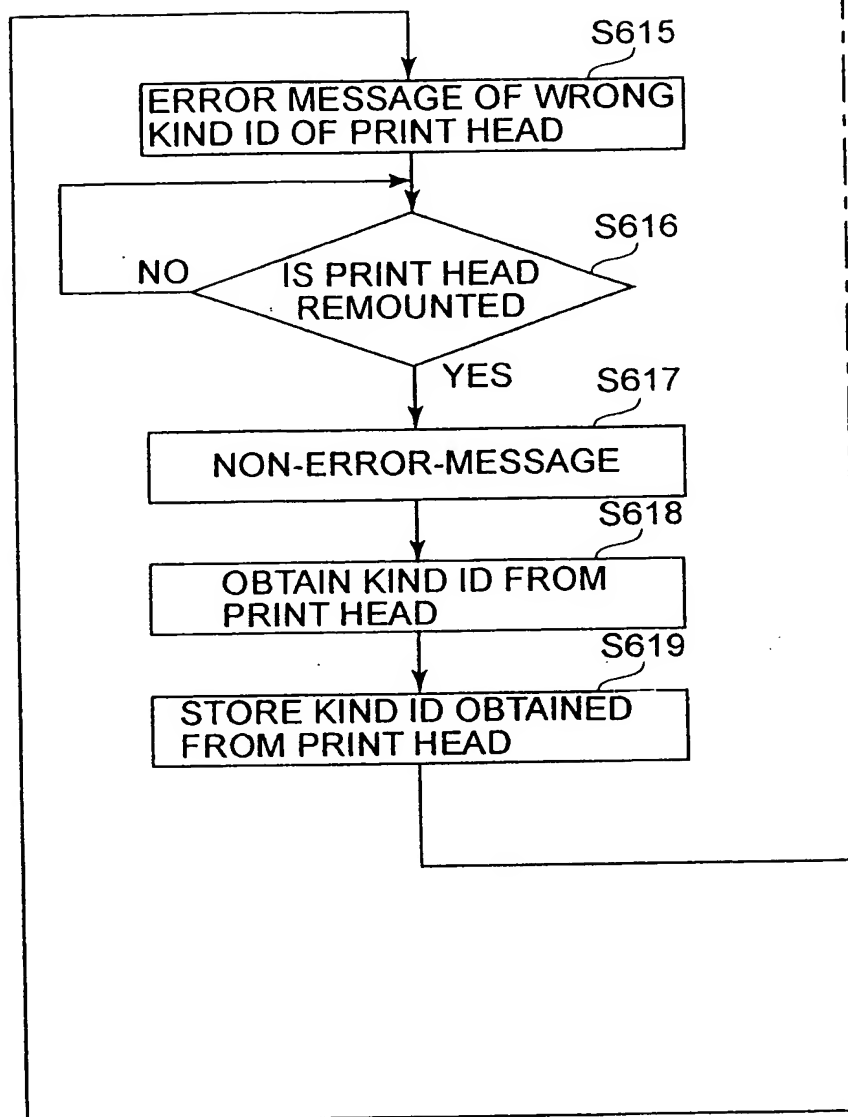 S615
ERROR MESSAGE OF WRONG
KIND ID OF PRINT HEAD
S616
NO
IS PRINT HEAD
REMOUNTED
YES
S617
NON-ERROR-MESSAGE
S618
OBTAIN KIND ID FROM
PRINT HEAD
S619
STORE KIND ID OBTAINED
FROM PRINT HEAD